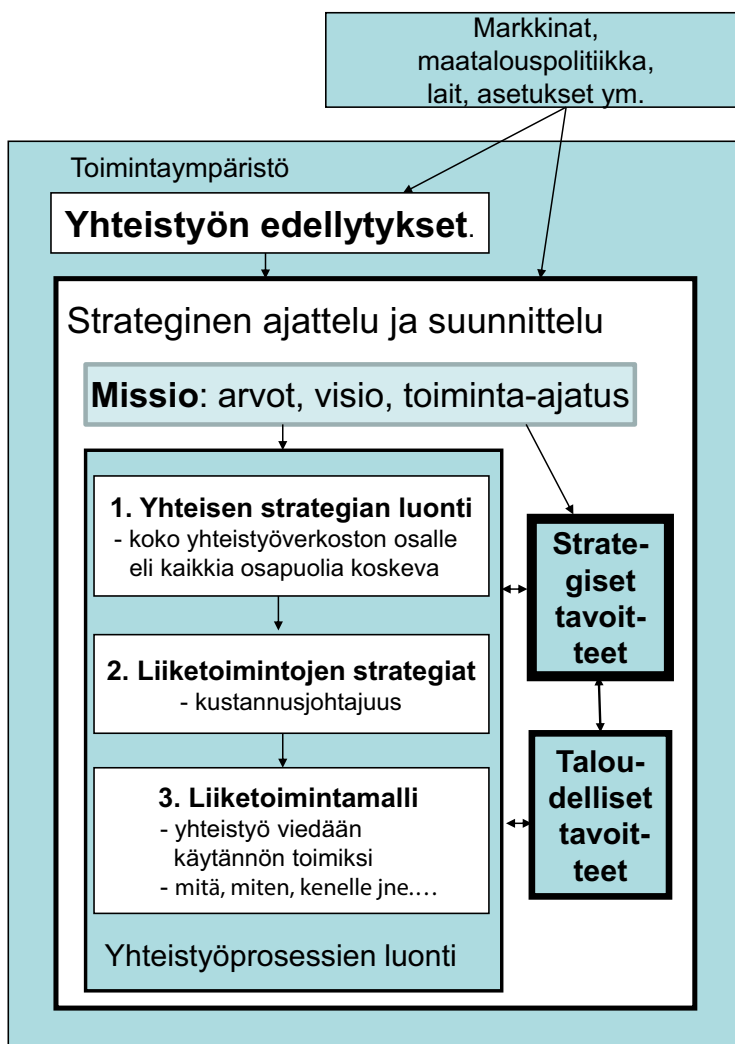 Markkinat,
maatalouspolitiikka,
lait, asetukset ym.
Toimintaympäristö
Yhteistyön edellytykset.
Strateginen ajattelu ja suunnittelu
Missio: arvot, visio, toiminta-ajatus
1. Yhteisen strategian luonti
- koko yhteistyöverkoston osalle
eli kaikkia osapuolia koskeva
2. Liiketoimintojen strategiat
- kustannusjohtajuus
3. Liiketoimintamalli
- yhteistyö viedään
käytännön toimiksi
- mitä, miten, kenelle jne.…
Yhteistyöprosessien luonti
Strate-
giset
tavoit-
teet
Talou-
delliset
tavoit-
teet